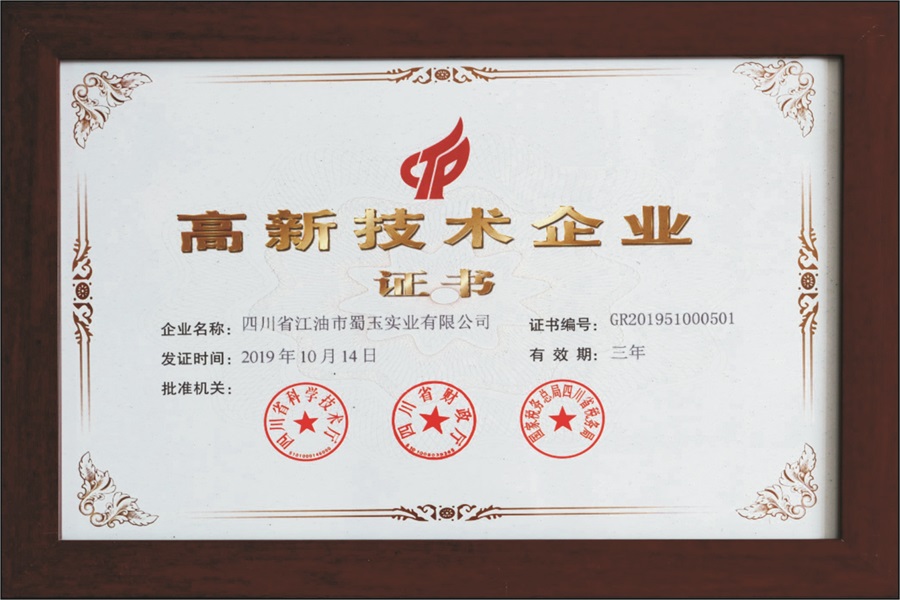 CTP
高新技术企业
证书
企业名称：四川省江油市蜀玉实业有限公司
证书编号：GR201951000501
发证时间：2019年10月14日
有效期：三年
批准机关：
四川省科学技术厅
四川省财政厅
国家税务总局四川省税务局